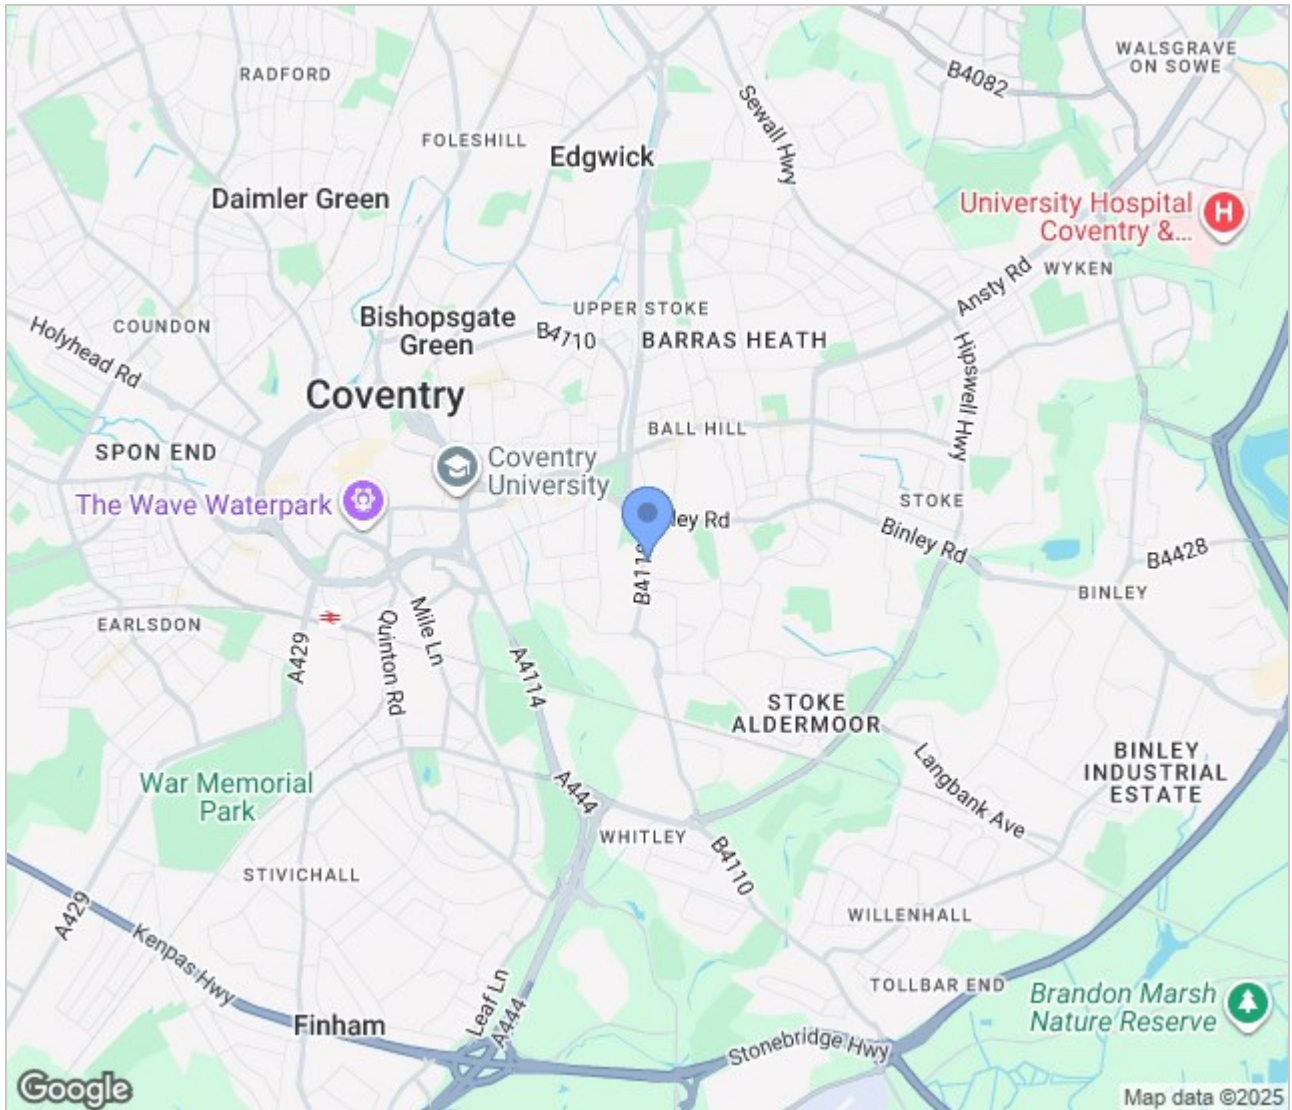 WALSGRAVE
ON SOWE
RADFORD
B4082
Sewall Hwy
FOLESHILL
Edgwick
Daimler Green
University Hospital
Coventry &...
H
WYKEN
Ansty Rd
UPPER STOKE
Bishopsgate
Green
B4110
BARRAS HEATH
COUNDON
Holyhead Rd
Hipswell Hwy
Coventry
BALL HILL
SPON END
Coventry
University
The Wave Waterpark
STOKE
ley Rd
Binley Rd
B4428
BINLEY
EARLSDON
Mile Ln
Quinton Rd
A429
A4114
STOKE
ALDERMOOR
Langbank Ave
BINLEY
INDUSTRIAL
ESTATE
War Memorial
Park
A444
WHITLEY
B4110
STIVICHALL
A429
WILLENHALL
Kenpas Hwy
TOLLBAR END
Brandon Marsh
Nature Reserve
Leaf Ln
A444
Finham
Stonebridge Hwy
Google
Map data ©2025